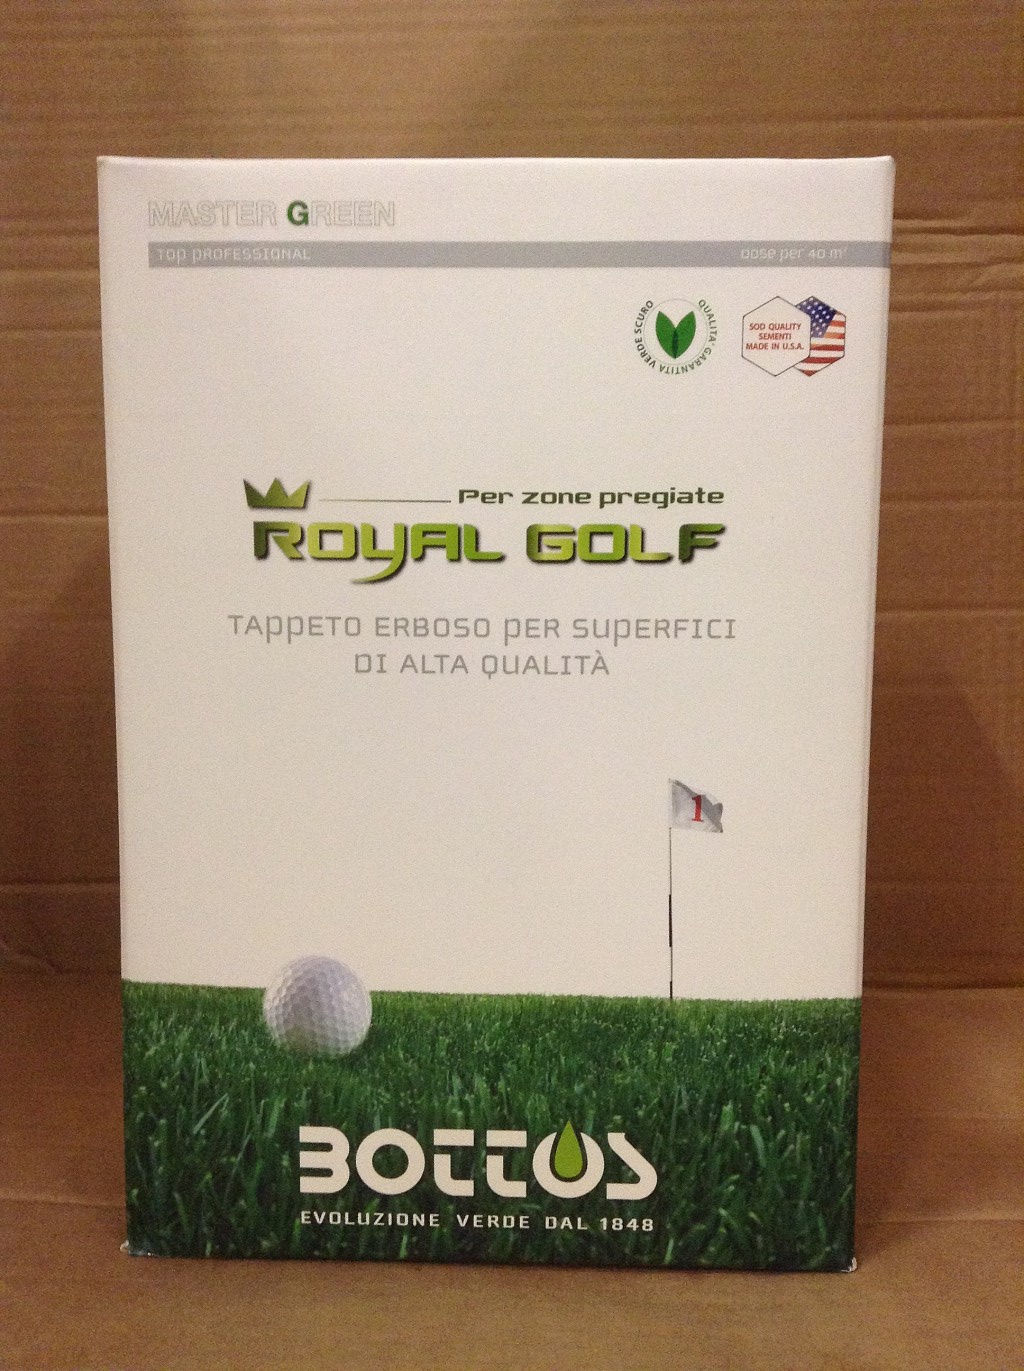 MASTER GREEN
TOP PROFESSIONAL
DOSE PER 40 m²
QUALITA' GARANTITA VERDE SCURO
SOD QUALITY
SEMENTI
MADE IN U.S.A.
Per zone pregiate
ROYAL GOLF
TAPPETO ERBOSO PER SUPERFICI
DI ALTA QUALITÀ
1
BOTTOS
EVOLUZIONE VERDE DAL 1848